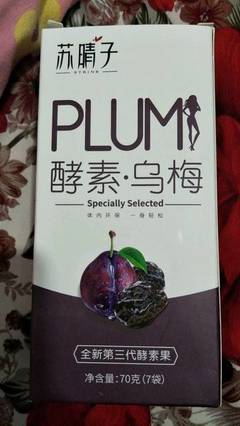 苏晴子
PLUM
酵素·乌梅
Specially Selected
体内环保 一身轻松
全新第三代酵素果
净含量:70克(7袋)